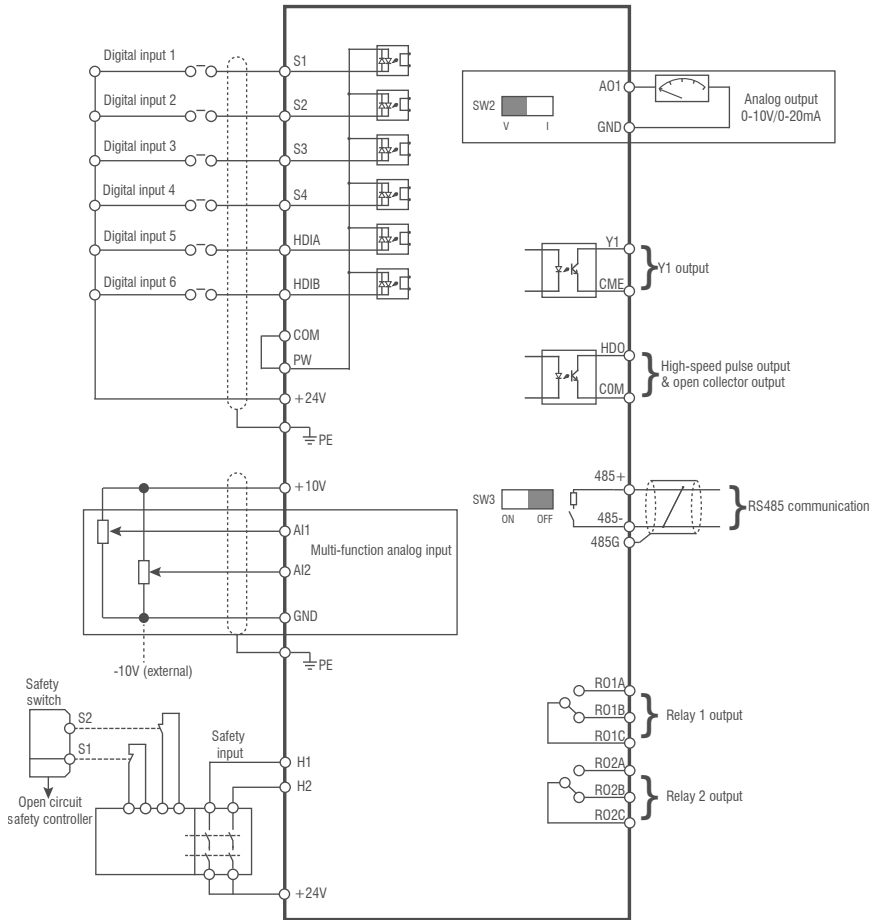 Digital input 1
S1
Digital input 2
S2
Digital input 3
S3
Digital input 4
S4
Digital input 5
HDIA
Digital input 6
HDIB
COM
PW
+24V
PE
+10V
AI1
Multi-function analog input
AI2
GND
-10V (external)
PE
Safety
switch
S2
S1
Open circuit
safety controller
Safety
input
H1
H2
+24V
SW2
V I
AO1
GND
Analog output
0-10V/0-20mA
Y1
CME
Y1 output
HDO
COM
High-speed pulse output
& open collector output
SW3
ON OFF
485+
485-
485G
RS485 communication
RO1A
RO1B
RO1C
Relay 1 output
RO2A
RO2B
RO2C
Relay 2 output